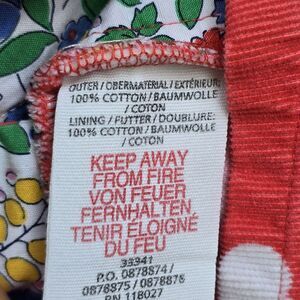 OUTER/OBERMATERIAL/EXTÉRIEUR:
100% COTTON/BAUMWOLLE
/COTON
LINING/FUTTER/DOUBLURE:
100% COTTON/BAUMWOLLE
/COTON
KEEP AWAY
FROM FIRE
VON FEUER
FERNHALTEN
TENIR ELOIGNÉ
DU FEU
33341
P.O. 0878874/
0878875/0878876
RN 118027